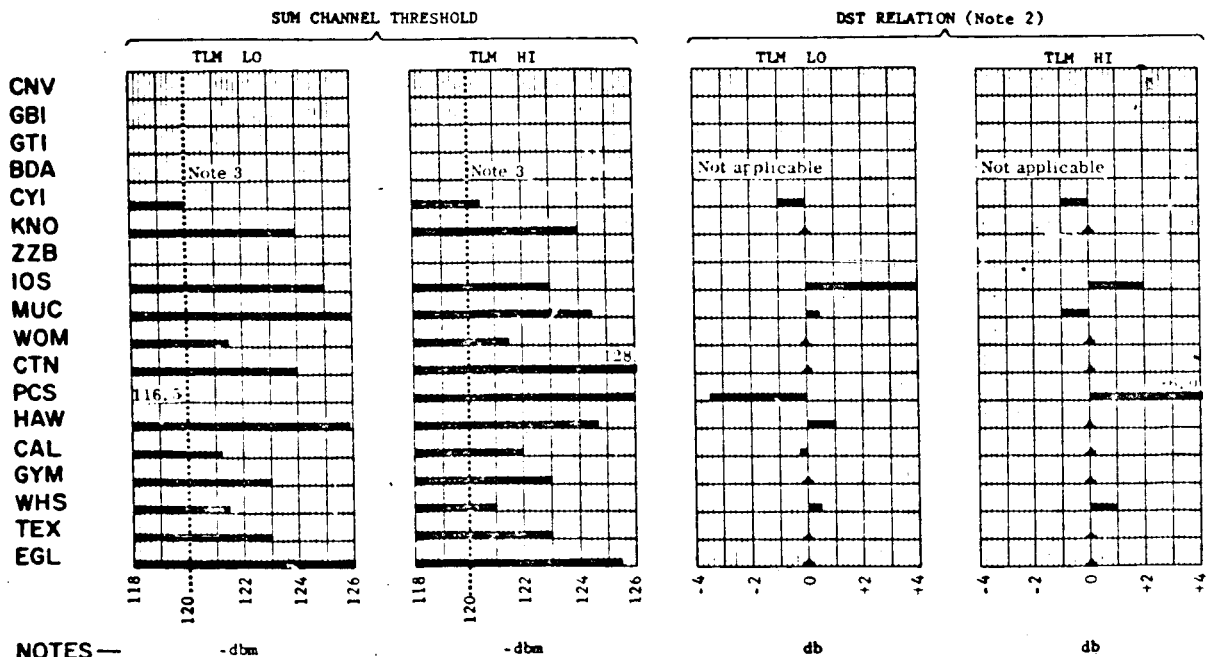 SUM CHANNEL THRESHOLD
DST RELATION (Note 2)
TLM LO
TLM HI
TLM LO
TLM HI
CNV
GBI
GTI
BDA
Note 3
Note 3
Not applicable
Not applicable
CYI
KNO
ZZB
IOS
MUC
WOM
CTN
128
PCS
116.5
HAW
CAL
GYM
WHS
TEX
EGL
118 120 122 124 126
118 120 122 124 126
-4 -2 0 +2 +4
-4 -2 0 +2 +4
NOTES — -dbm -dbm db db